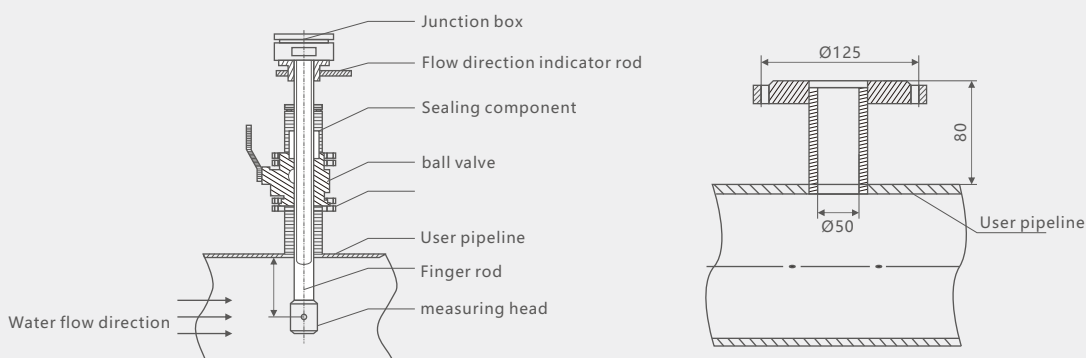 Junction box
Flow direction indicator rod
Sealing component
ball valve
User pipeline
Finger rod
measuring head
Water flow direction
Ø125
80
Ø50
User pipeline